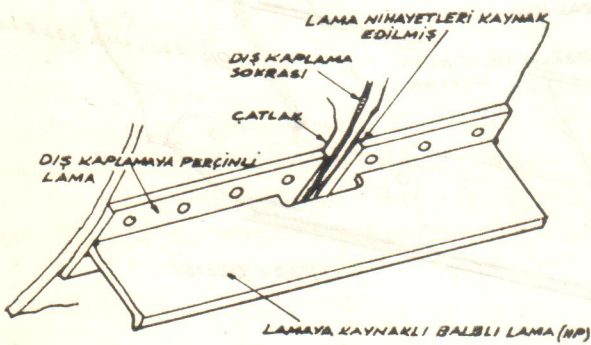 LAMA NİHAYETLERİ KAYNAK
EDİLMİŞ
DIŞ KAPLAMA
SOKRASI
ÇATLAK
DIŞ KAPLAMAYA PERÇİNLİ
LAMA
LAMAYA KAYNAKLI BALBLI LAMA (HP)